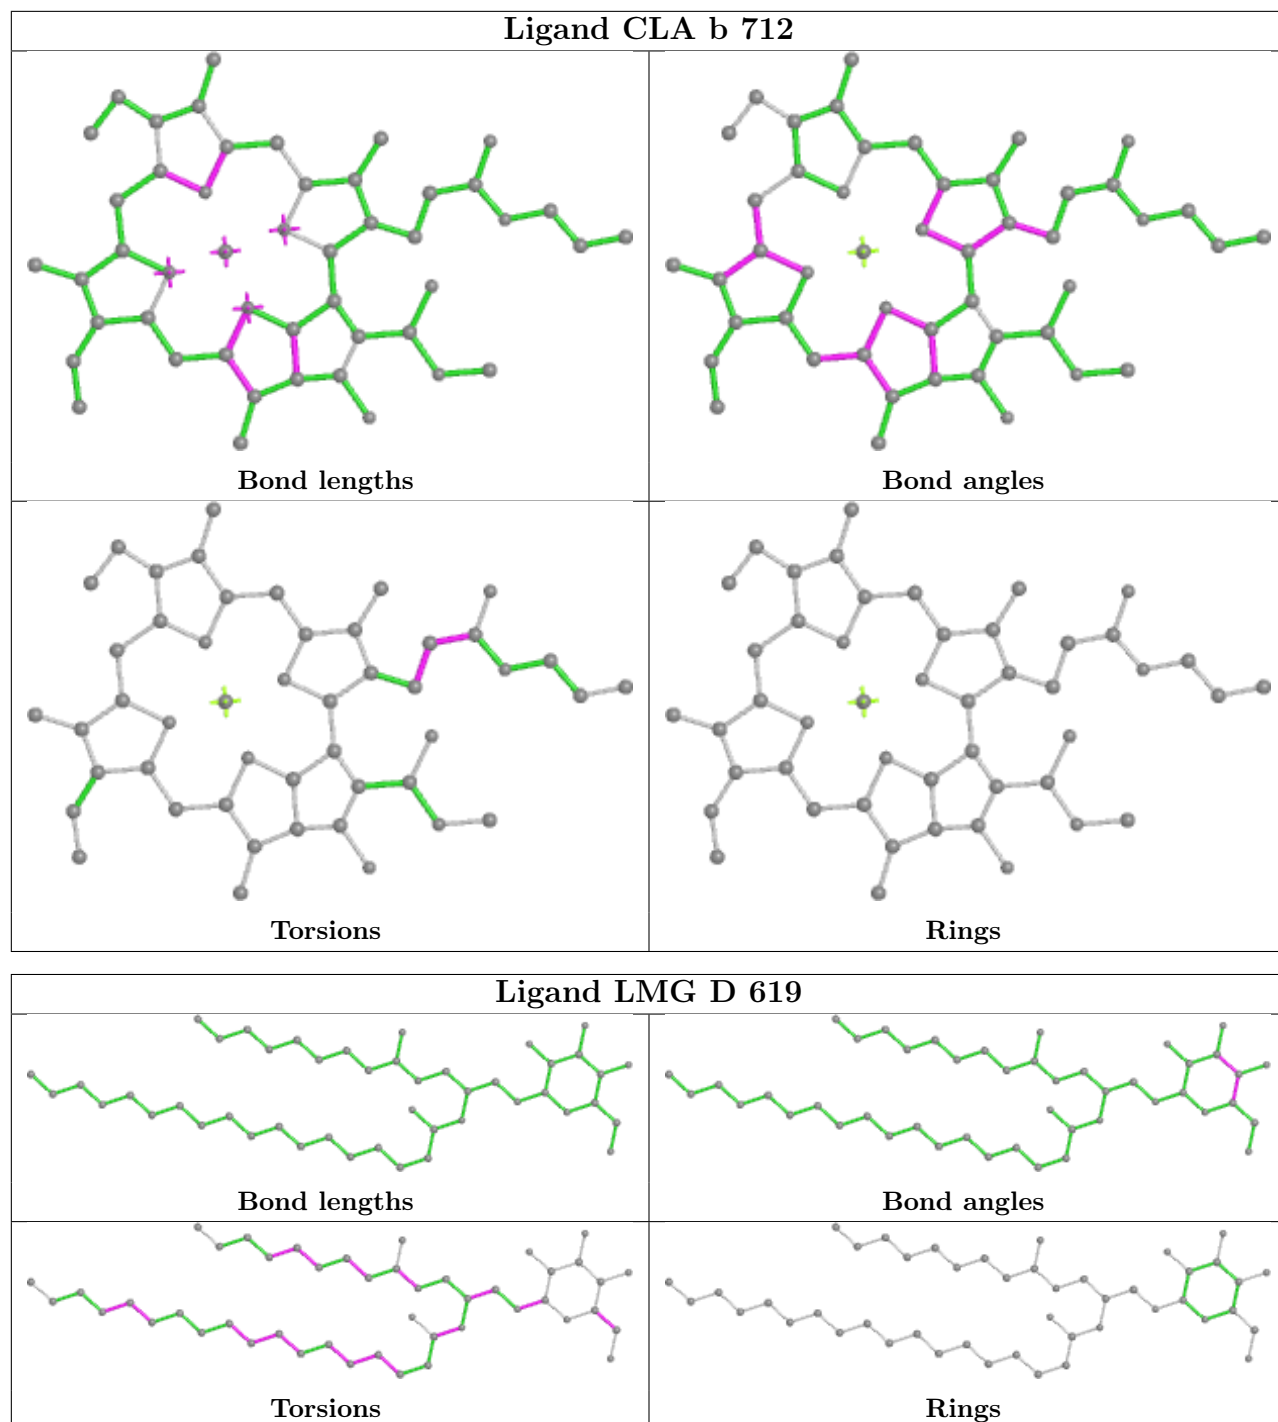 Ligand CLA b 712
Bond lengths
Bond angles
Torsions
Rings
Ligand LMG D 619
Bond lengths
Bond angles
Torsions
Rings